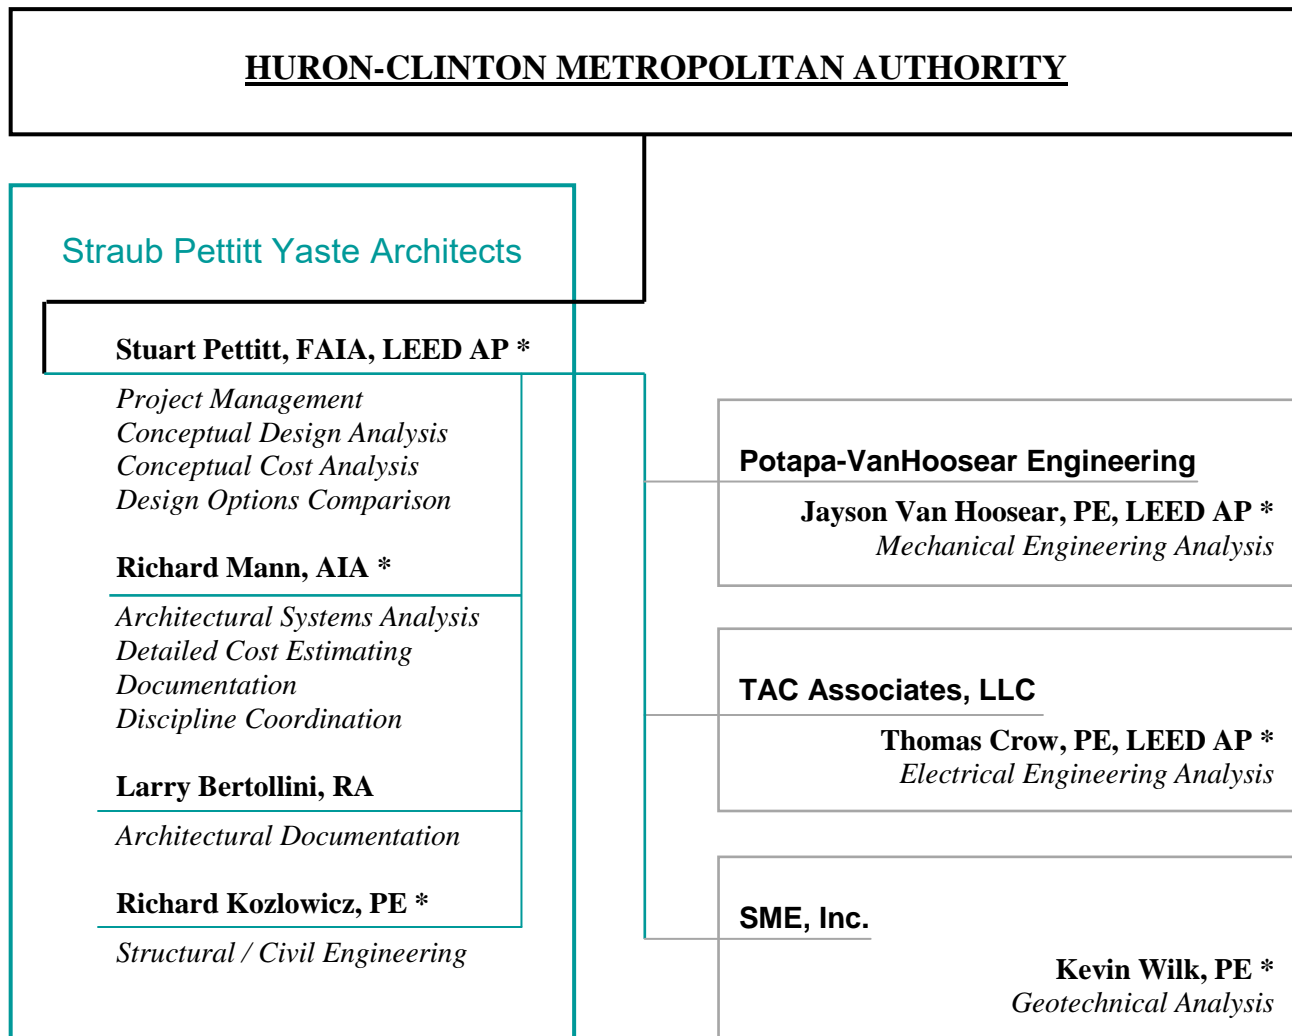 HURON-CLINTON METROPOLITAN AUTHORITY
Straub Pettitt Yaste Architects
Stuart Pettitt, FAIA, LEED AP *
Project Management
Conceptual Design Analysis
Conceptual Cost Analysis
Design Options Comparison
Richard Mann, AIA *
Architectural Systems Analysis
Detailed Cost Estimating
Documentation
Discipline Coordination
Larry Bertollini, RA
Architectural Documentation
Richard Kozlowicz, PE *
Structural / Civil Engineering
Potapa-VanHoosear Engineering
Jayson Van Hoosear, PE, LEED AP *
Mechanical Engineering Analysis
TAC Associates, LLC
Thomas Crow, PE, LEED AP *
Electrical Engineering Analysis
SME, Inc.
Kevin Wilk, PE *
Geotechnical Analysis